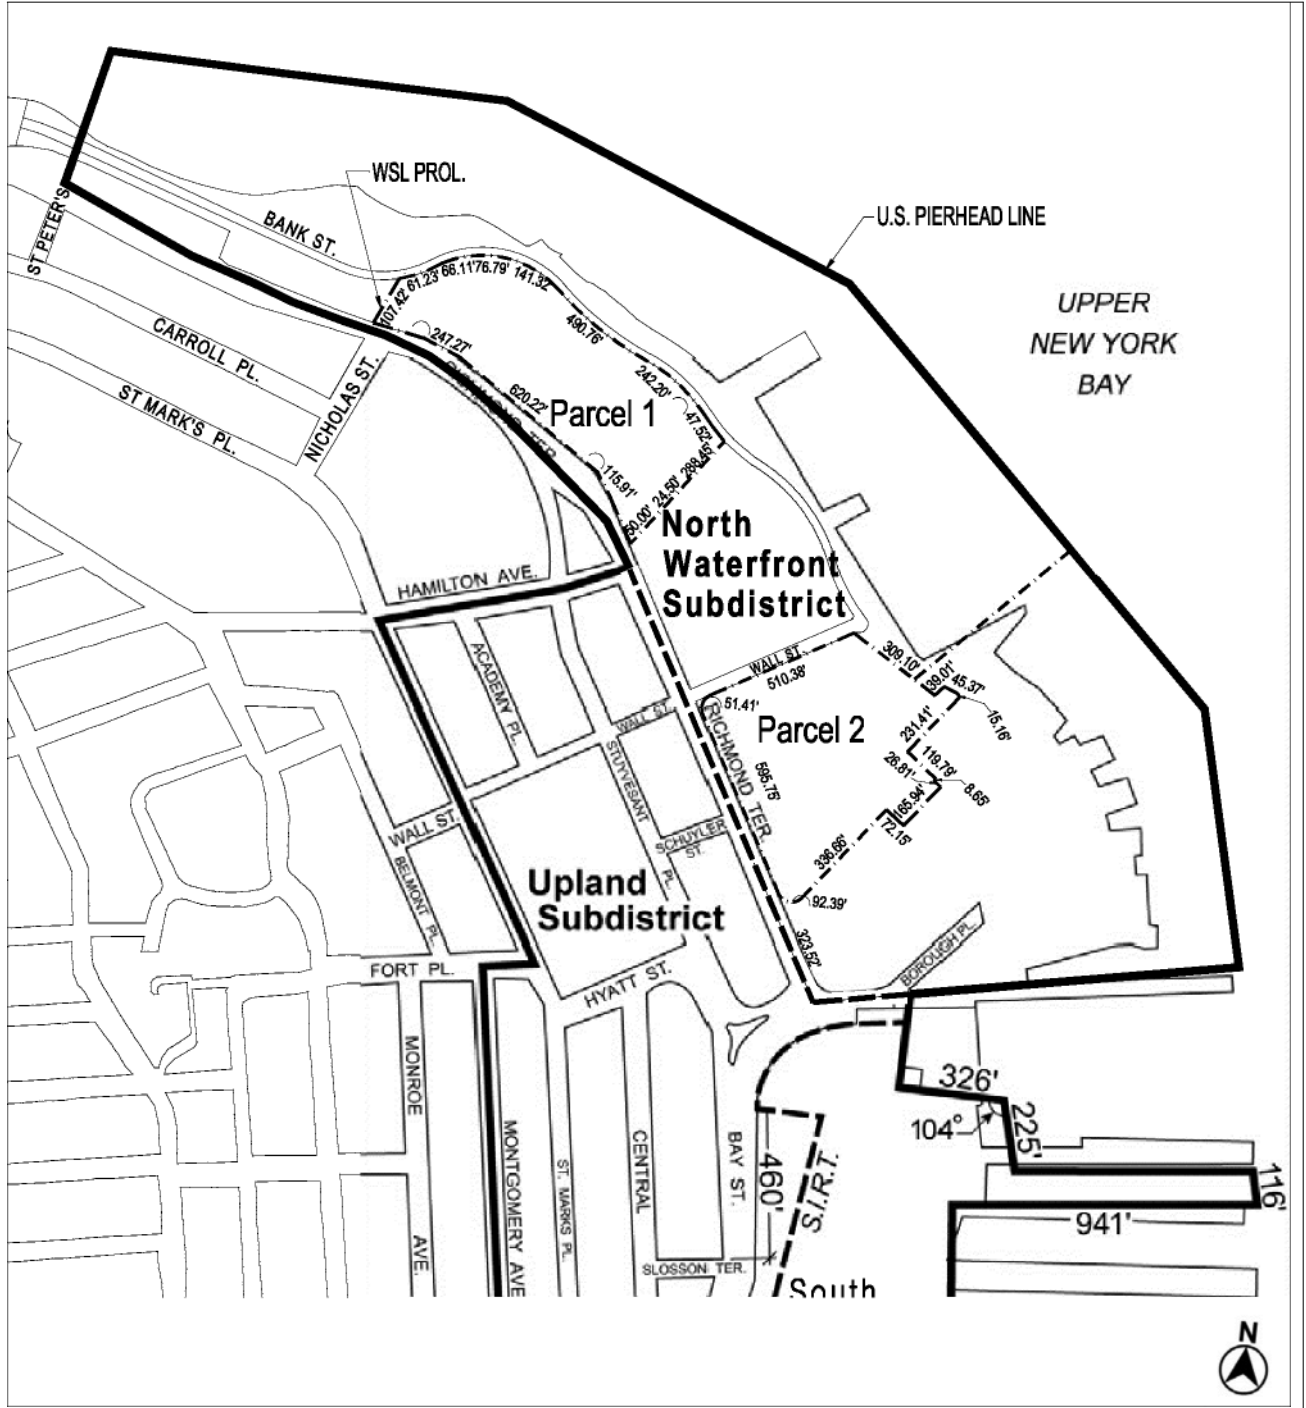 WSL PROL.
U.S. PIERHEAD LINE
BANK ST.
ST PETER'S
UPPER
NEW YORK
BAY
CARROLL PL.
ST MARK'S PL.
NICHOLAS ST.
107.42'
61.23'
66.11'
76.79'
141.32'
490.76'
247.27'
620.22'
242.20'
47.52'
Parcel 1
115.91'
288.45'
24.50'
50.00'
North
Waterfront
Subdistrict
HAMILTON AVE.
ACADEMY PL.
WALL ST.
510.38'
309.10'
39.01'
45.37'
15.16'
51.41'
WALL ST.
STUYVESANT
PL.
RICHMOND TER.
Parcel 2
231.41'
119.79'
26.81'
8.65'
165.94'
72.15'
595.75'
336.66'
92.39'
323.52'
SCHUYLER
ST.
WALL ST.
BELMONT PL.
Upland
Subdistrict
FORT PL.
HYATT ST.
BOROUGH PL.
MONROE
AVE.
MONTGOMERY AVE
ST. MARKS PL.
CENTRAL
BAY ST.
460'
S.I.R.T.
SLOSSON TER.
326'
104°
225'
116'
941'
South
N